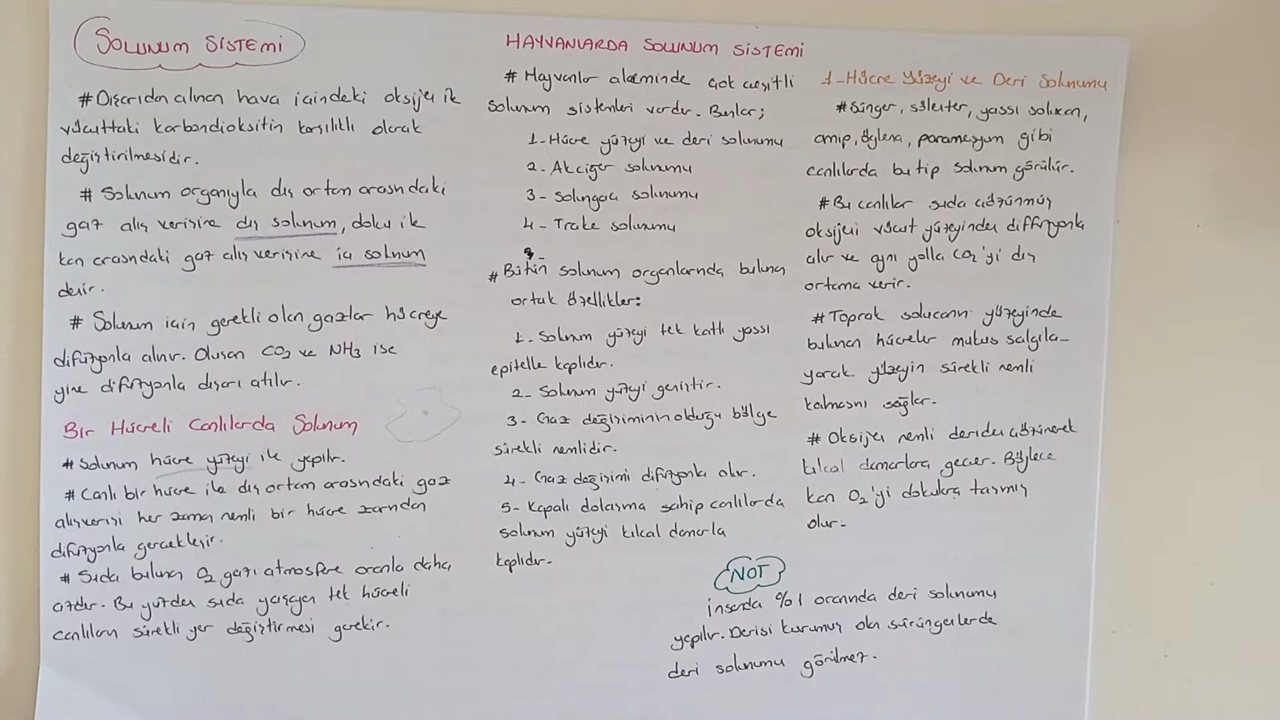 SOLUNUM SİSTEMİ
# Dışarıdan alınan hava içindeki oksijen ile
vücuttaki karbondioksitin karşılıklı olarak
değiştirilmesidir.
# Solunum organıyla dış ortam arasındaki
gaz alış verişine dış solunum, doku ile
kan arasındaki gaz alış verişine iç solunum
denir.
# Solunum için gerekli olan gazlar hücreye
difüzyonla alınır. Oluşan CO₂ ve NH₃ ise
yine difüzyonla dışarı atılır.
Bir Hücreli Canlılarda Solunum
# Solunum hücre yüzeyi ile yapılır.
# Canlı bir hücre ile dış ortam arasındaki gaz
alışverişi her zaman nemli bir hücre zarından
difüzyonla gerçekleşir.
# Suda bulunan O₂ gazı atmosfere oranla daha
azdır. Bu yüzden suda yaşayan tek hücreli
canlıların sürekli yer değiştirmesi gerekir.
HAYVANLARDA SOLUNUM SİSTEMİ
# Hayvanlar aleminde çok çeşitli
solunum sistemleri vardır. Bunlar;
1- Hücre yüzeyi ve deri solunumu
2- Akciğer solunumu
3- Solungaç solunumu
4- Trake solunumu
# Bütün solunum organlarında bulunan
ortak özellikler:
1- Solunum yüzeyi tek katlı yassı
epitelle kaplıdır.
2- Solunum yüzeyi geniştir.
3- Gaz değişiminin olduğu bölge
sürekli nemlidir.
4- Gaz değişimi difüzyonla olur.
5- Kapalı dolaşıma sahip canlılarda
solunum yüzeyi kılcal damarla
kaplıdır.
1- Hücre Yüzeyi ve Deri Solunumu
# Sünger, sölenter, yassı solucan,
amip, öglena, paramesyum gibi
canlılarda bu tip solunum görülür.
# Bu canlılar suda çözünmüş
oksijeni vücut yüzeyinden diffüzyonla
alır ve aynı yolla CO₂'yi dış
ortama verir.
# Toprak solucanın yüzeyinde
bulunan hücreler mukus salgıla-
yarak yüzeyin sürekli nemli
kalmasını sağlar.
# Oksijen nemli deriden çözünerek
kılcal damarlara geçer. Böylece
kan O₂'yi dokulara taşımış
olur.
NOT
İnsanda %1 oranında deri solunumu
yapılır. Derisi kurumuş olan sürüngenlerde
deri solunumu görülmez.